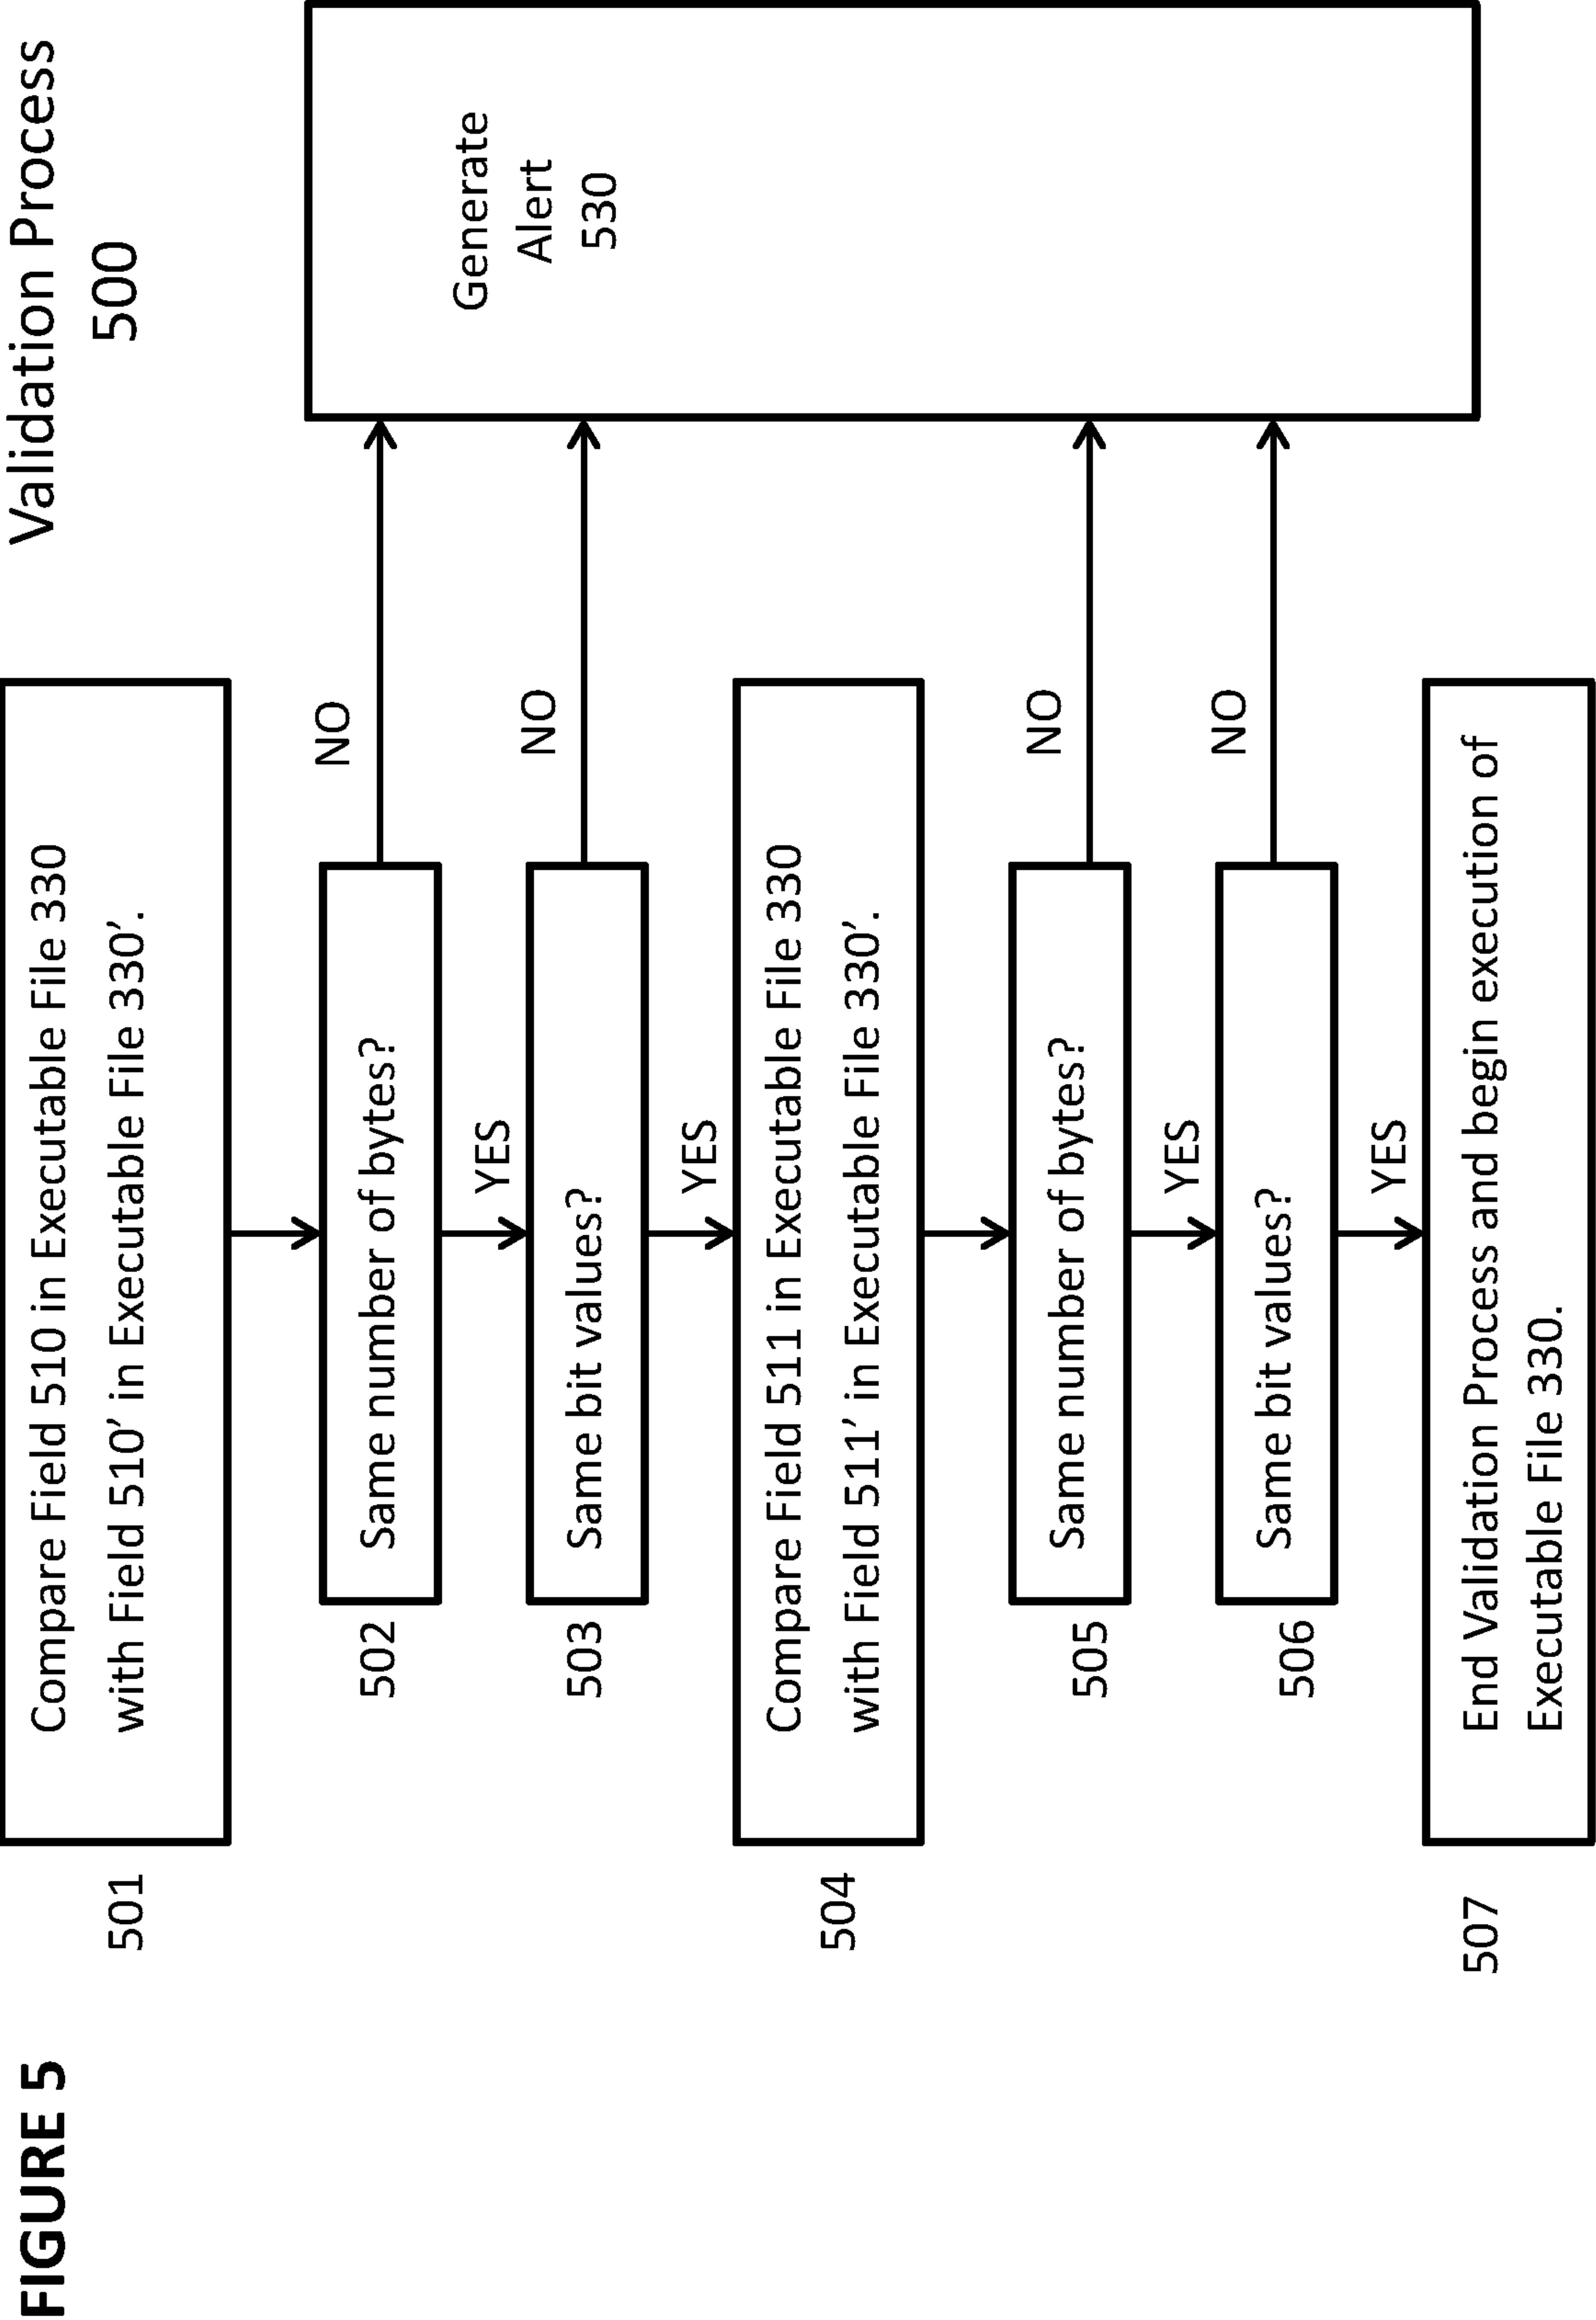 FIGURE 5
Validation Process
500
501
Compare Field 510 in Executable File 330
with Field 510’ in Executable File 330’.
502
Same number of bytes?
NO
YES
503
Same bit values?
NO
YES
504
Compare Field 511 in Executable File 330
with Field 511’ in Executable File 330’.
505
Same number of bytes?
NO
YES
506
Same bit values?
NO
YES
507
End Validation Process and begin execution of
Executable File 330.
Generate
Alert
530